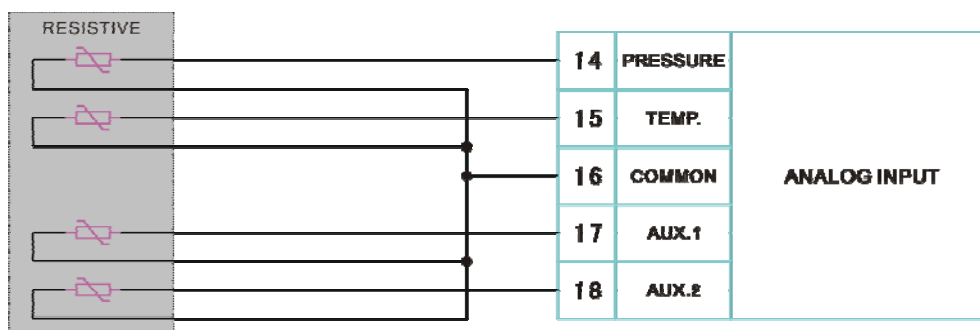 RESISTIVE
14 PRESSURE
15 TEMP.
16 COMMON ANALOG INPUT
17 AUX.1
18 AUX.2